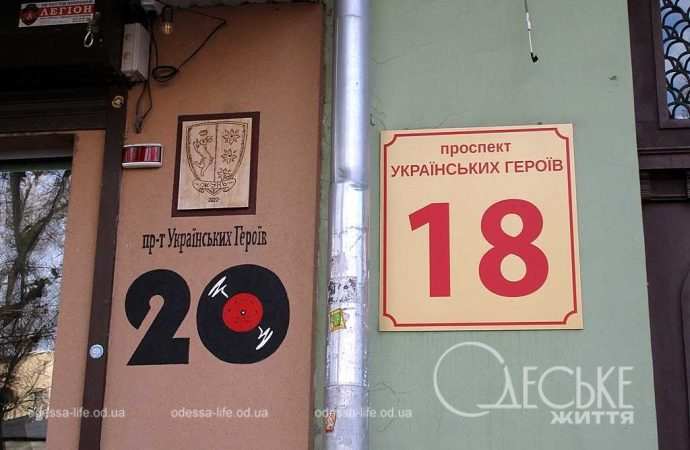 ЛЕГІОН
2022
пр-т Українських Героїв
20
проспект
УКРАЇНСЬКИХ ГЕРОЇВ
18
ОДЕСЬКЕ
ЖИТТЯ
odessa-life.od.ua
odessa-life.od.ua
odessa-life.od.ua